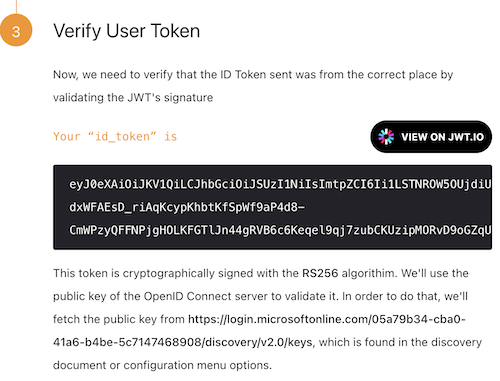 3
Verify User Token
Now, we need to verify that the ID Token sent was from the correct place by
validating the JWT's signature
Your “id_token” is
VIEW ON JWT.IO
eyJ0eXAiOiJKV1QiLCJhbGciOiJSUzI1NiIsImtpZCI6Ii1LSTNROW5OUjdiU
dxWFAEsD_riAqKcypKhbtKfSpWf9aP4d8-
CmWPzyQFFNPjgHOLKFGTlJn44gRVB6c6Keqel9qj7zubCKUzipMORvD9oGZqU
This token is cryptographically signed with the RS256 algorithim. We'll use the
public key of the OpenID Connect server to validate it. In order to do that, we'll
fetch the public key from https://login.microsoftonline.com/05a79b34-cba0-
41a6-b4be-5c7147468908/discovery/v2.0/keys, which is found in the discovery
document or configuration menu options.